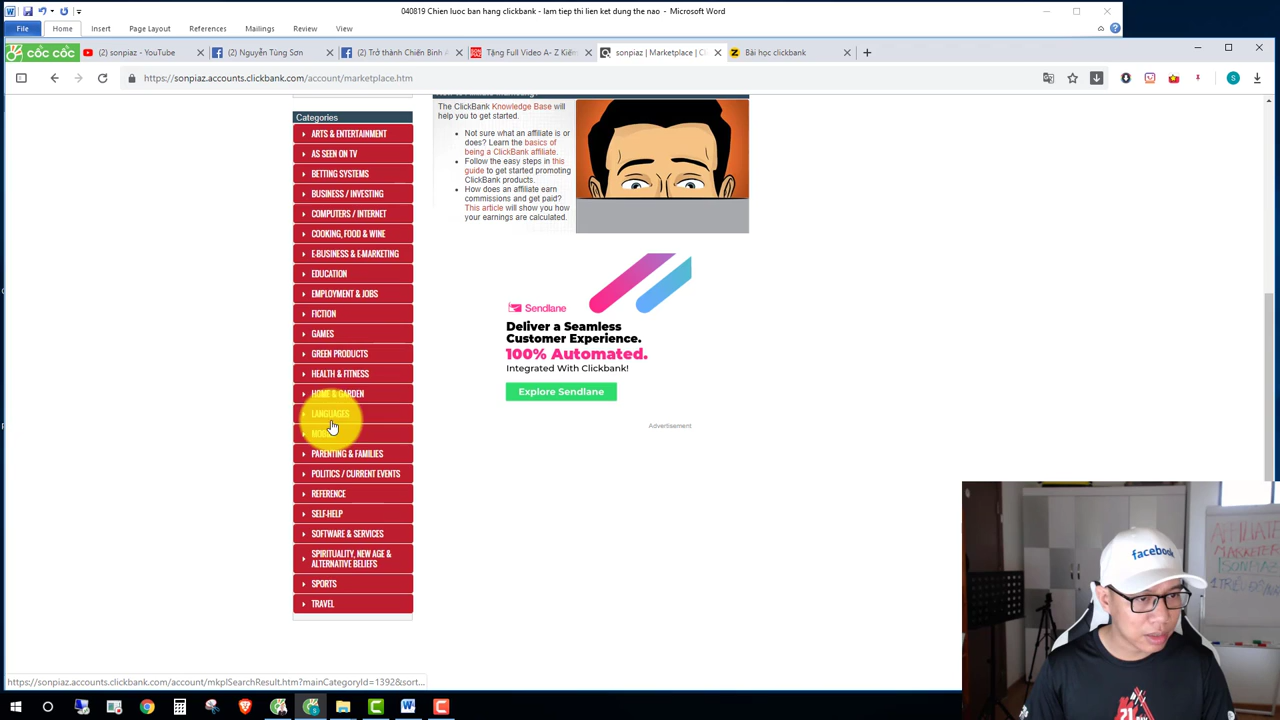 040819 Chien luoc ban hang clickbank - lam tiep thi lien ket dung the nao - Microsoft Word
File Home Insert Page Layout References Mailings Review View
cốc cốc (2) sonpiaz - YouTube (2) Nguyễn Tùng Sơn (2) Trở thành Chiến Binh A Tặng Full Video A- Z Kiếm sonpiaz | Marketplace | C Bài học clickbank
https://sonpiaz.accounts.clickbank.com/account/marketplace.htm
Categories
ARTS & ENTERTAINMENT
AS SEEN ON TV
BETTING SYSTEMS
BUSINESS / INVESTING
COMPUTERS / INTERNET
COOKING, FOOD & WINE
E-BUSINESS & E-MARKETING
EDUCATION
EMPLOYMENT & JOBS
FICTION
GAMES
GREEN PRODUCTS
HEALTH & FITNESS
HOME & GARDEN
LANGUAGES
PARENTING & FAMILIES
POLITICS / CURRENT EVENTS
REFERENCE
SELF-HELP
SOFTWARE & SERVICES
SPIRITUALITY, NEW AGE &
ALTERNATIVE BELIEFS
SPORTS
TRAVEL
The ClickBank Knowledge Base will
help you to get started.
Not sure what an affiliate is or
does? Learn the basics of
being a ClickBank affiliate.
Follow the easy steps in this
guide to get started promoting
ClickBank products.
How does an affiliate earn
commissions and get paid?
This article will show you how
your earnings are calculated.
Sendlane
Deliver a Seamless
Customer Experience.
100% Automated.
Integrated With Clickbank!
Explore Sendlane
Advertisement
https://sonpiaz.accounts.clickbank.com/account/mkplSearchResult.htm?mainCategoryId=1392&sort...
facebook
AFFILIATE
MARKETER
SONPIAZ